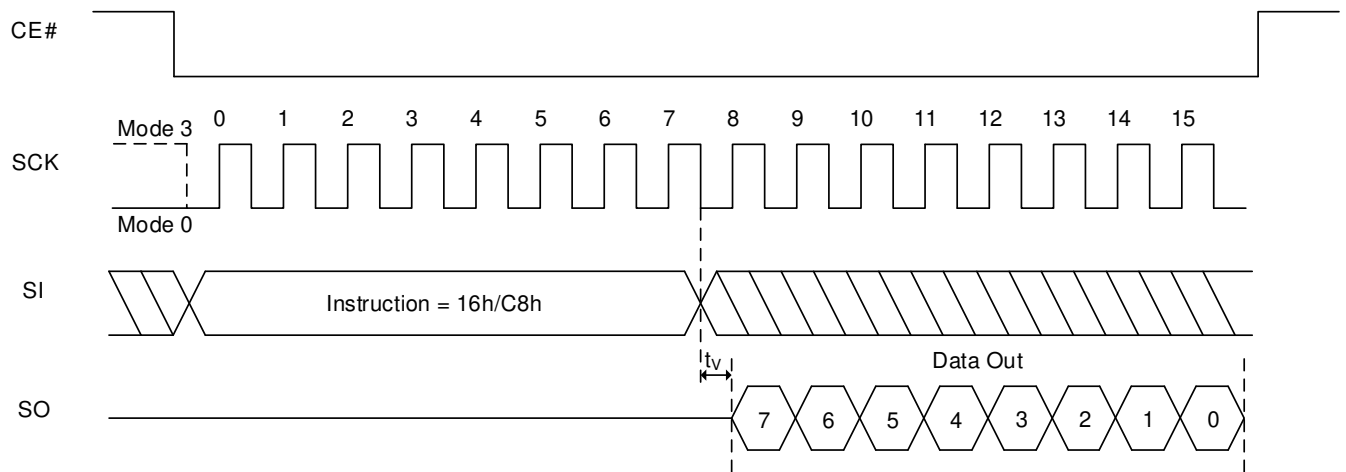 CE#
Mode 3
0 1 2 3 4 5 6 7 8 9 10 11 12 13 14 15
SCK
Mode 0
SI
Instruction = 16h/C8h
tV
Data Out
SO
7 6 5 4 3 2 1 0